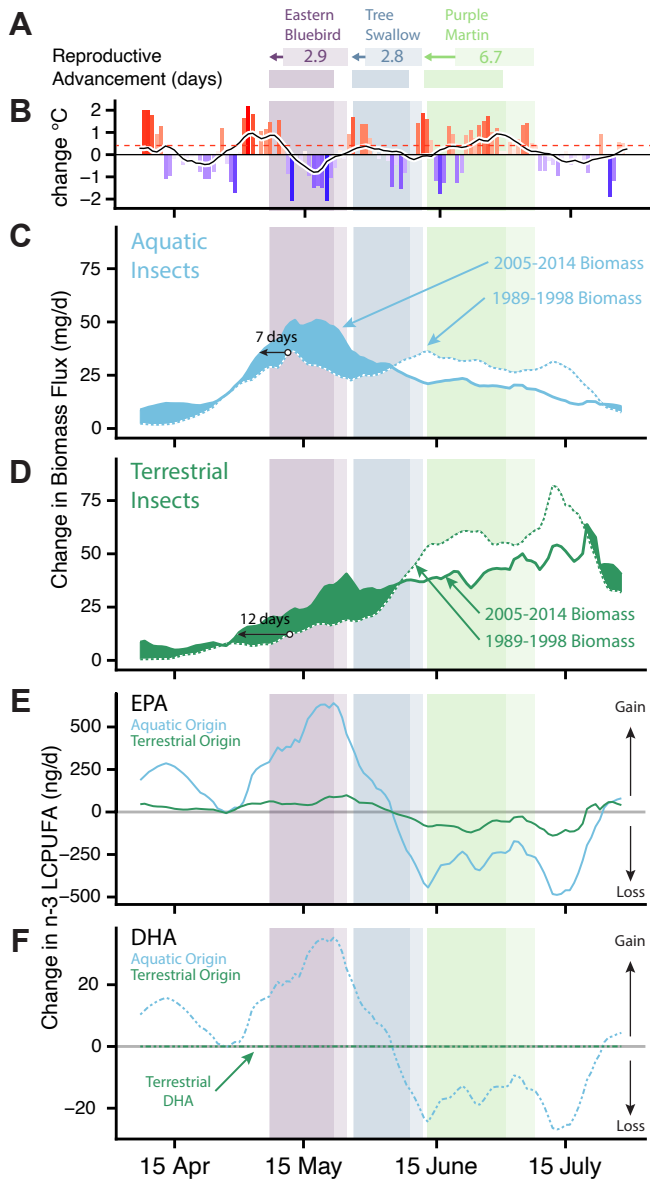 A
Eastern Bluebird
Tree Swallow
Purple Martin
Reproductive Advancement (days)
2.9
2.8
6.7
B
change °C
2
1
0
−1
−2
C
Aquatic Insects
2005-2014 Biomass
1989-1998 Biomass
7 days
75
50
25
0
Change in Biomass Flux (mg/d)
D
Terrestrial Insects
12 days
2005-2014 Biomass
1989-1998 Biomass
75
50
25
0
E
EPA
Aquatic Origin
Terrestrial Origin
Gain
Loss
500
250
0
−250
−500
Change in n-3 LCPUFA (ng/d)
F
DHA
Aquatic Origin
Terrestrial Origin
Gain
Terrestrial DHA
Loss
20
0
−20
15 Apr
15 May
15 June
15 July